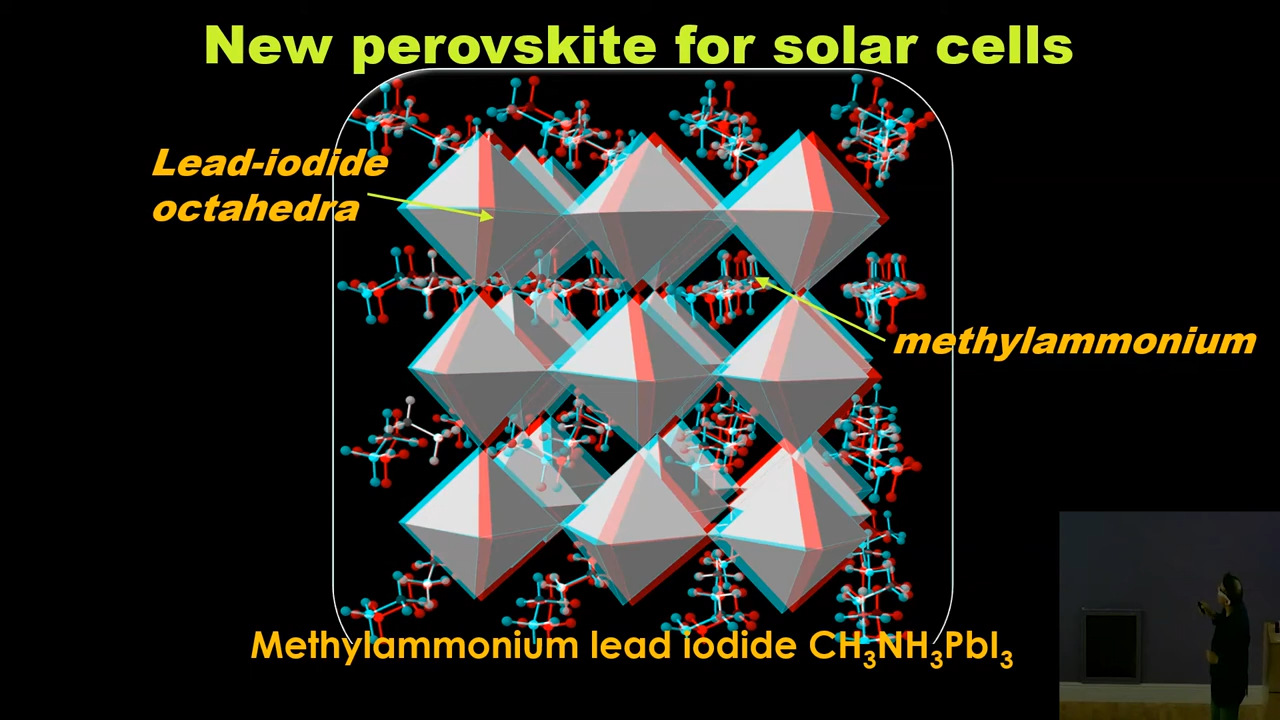 New perovskite for solar cells
Lead-iodide
octahedra
methylammonium
Methylammonium lead iodide CH₃NH₃PbI₃